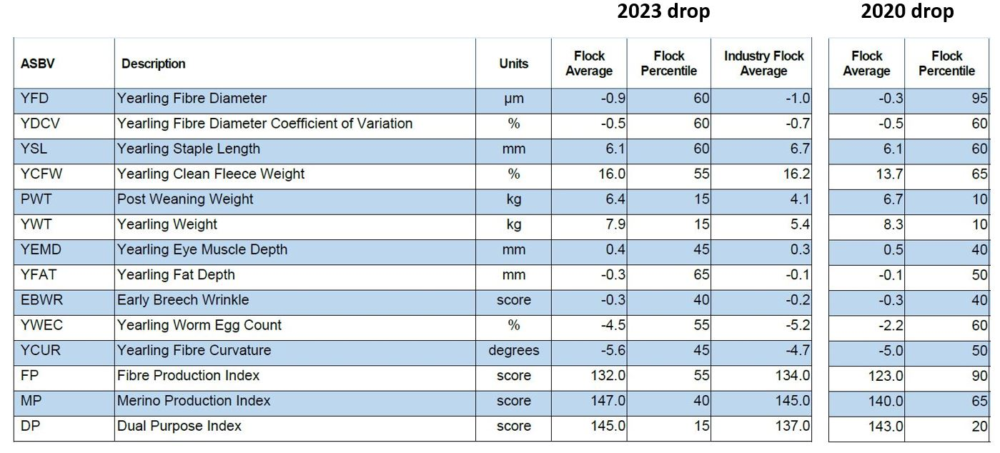 2023 drop 2020 drop
ASBV Description Units Flock Average Flock Percentile Industry Flock Average Flock Average Flock Percentile
YFD Yearling Fibre Diameter µm -0.9 60 -1.0 -0.3 95
YDCV Yearling Fibre Diameter Coefficient of Variation % -0.5 60 -0.7 -0.5 60
YSL Yearling Staple Length mm 6.1 60 6.7 6.1 60
YCFW Yearling Clean Fleece Weight % 16.0 55 16.2 13.7 65
PWT Post Weaning Weight kg 6.4 15 4.1 6.7 10
YWT Yearling Weight kg 7.9 15 5.4 8.3 10
YEMD Yearling Eye Muscle Depth mm 0.4 45 0.3 0.5 40
YFAT Yearling Fat Depth mm -0.3 65 -0.1 -0.1 50
EBWR Early Breech Wrinkle score -0.3 40 -0.2 -0.3 40
YWEC Yearling Worm Egg Count % -4.5 55 -5.2 -2.2 60
YCUR Yearling Fibre Curvature degrees -5.6 45 -4.7 -5.0 50
FP Fibre Production Index score 132.0 55 134.0 123.0 90
MP Merino Production Index score 147.0 40 145.0 140.0 65
DP Dual Purpose Index score 145.0 15 137.0 143.0 20